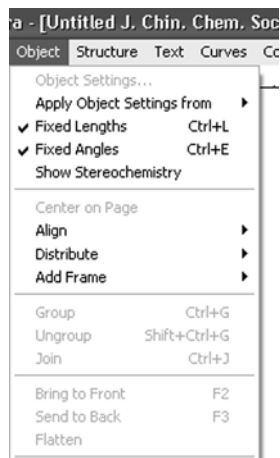 ra - [Untitled J. Chin. Chem. Soc
Object Structure Text Curves Co
Object Settings...
Apply Object Settings from
Fixed Lengths Ctrl+L
Fixed Angles Ctrl+E
Show Stereochemistry
Center on Page
Align
Distribute
Add Frame
Group Ctrl+G
Ungroup Shift+Ctrl+G
Join Ctrl+J
Bring to Front F2
Send to Back F3
Flatten